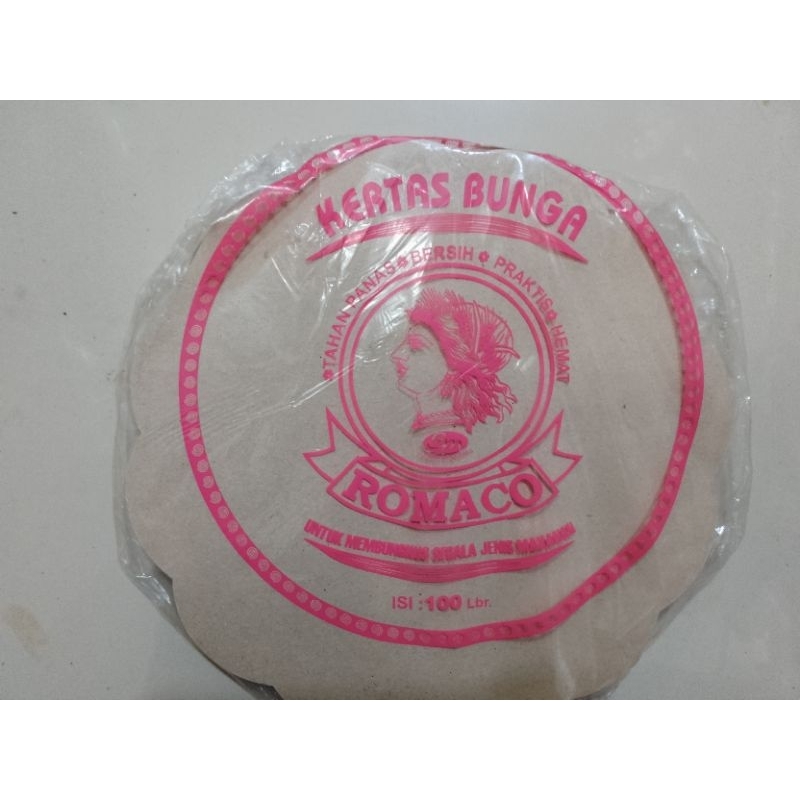 KERTAS BUNGA
TAHAN PANAS BERSIH PRAKTIS HEMAT
ROMACO
UNTUK MEMBUNGKUS SEGALA JENIS MAKANAN
ISI : 100 Lbr.